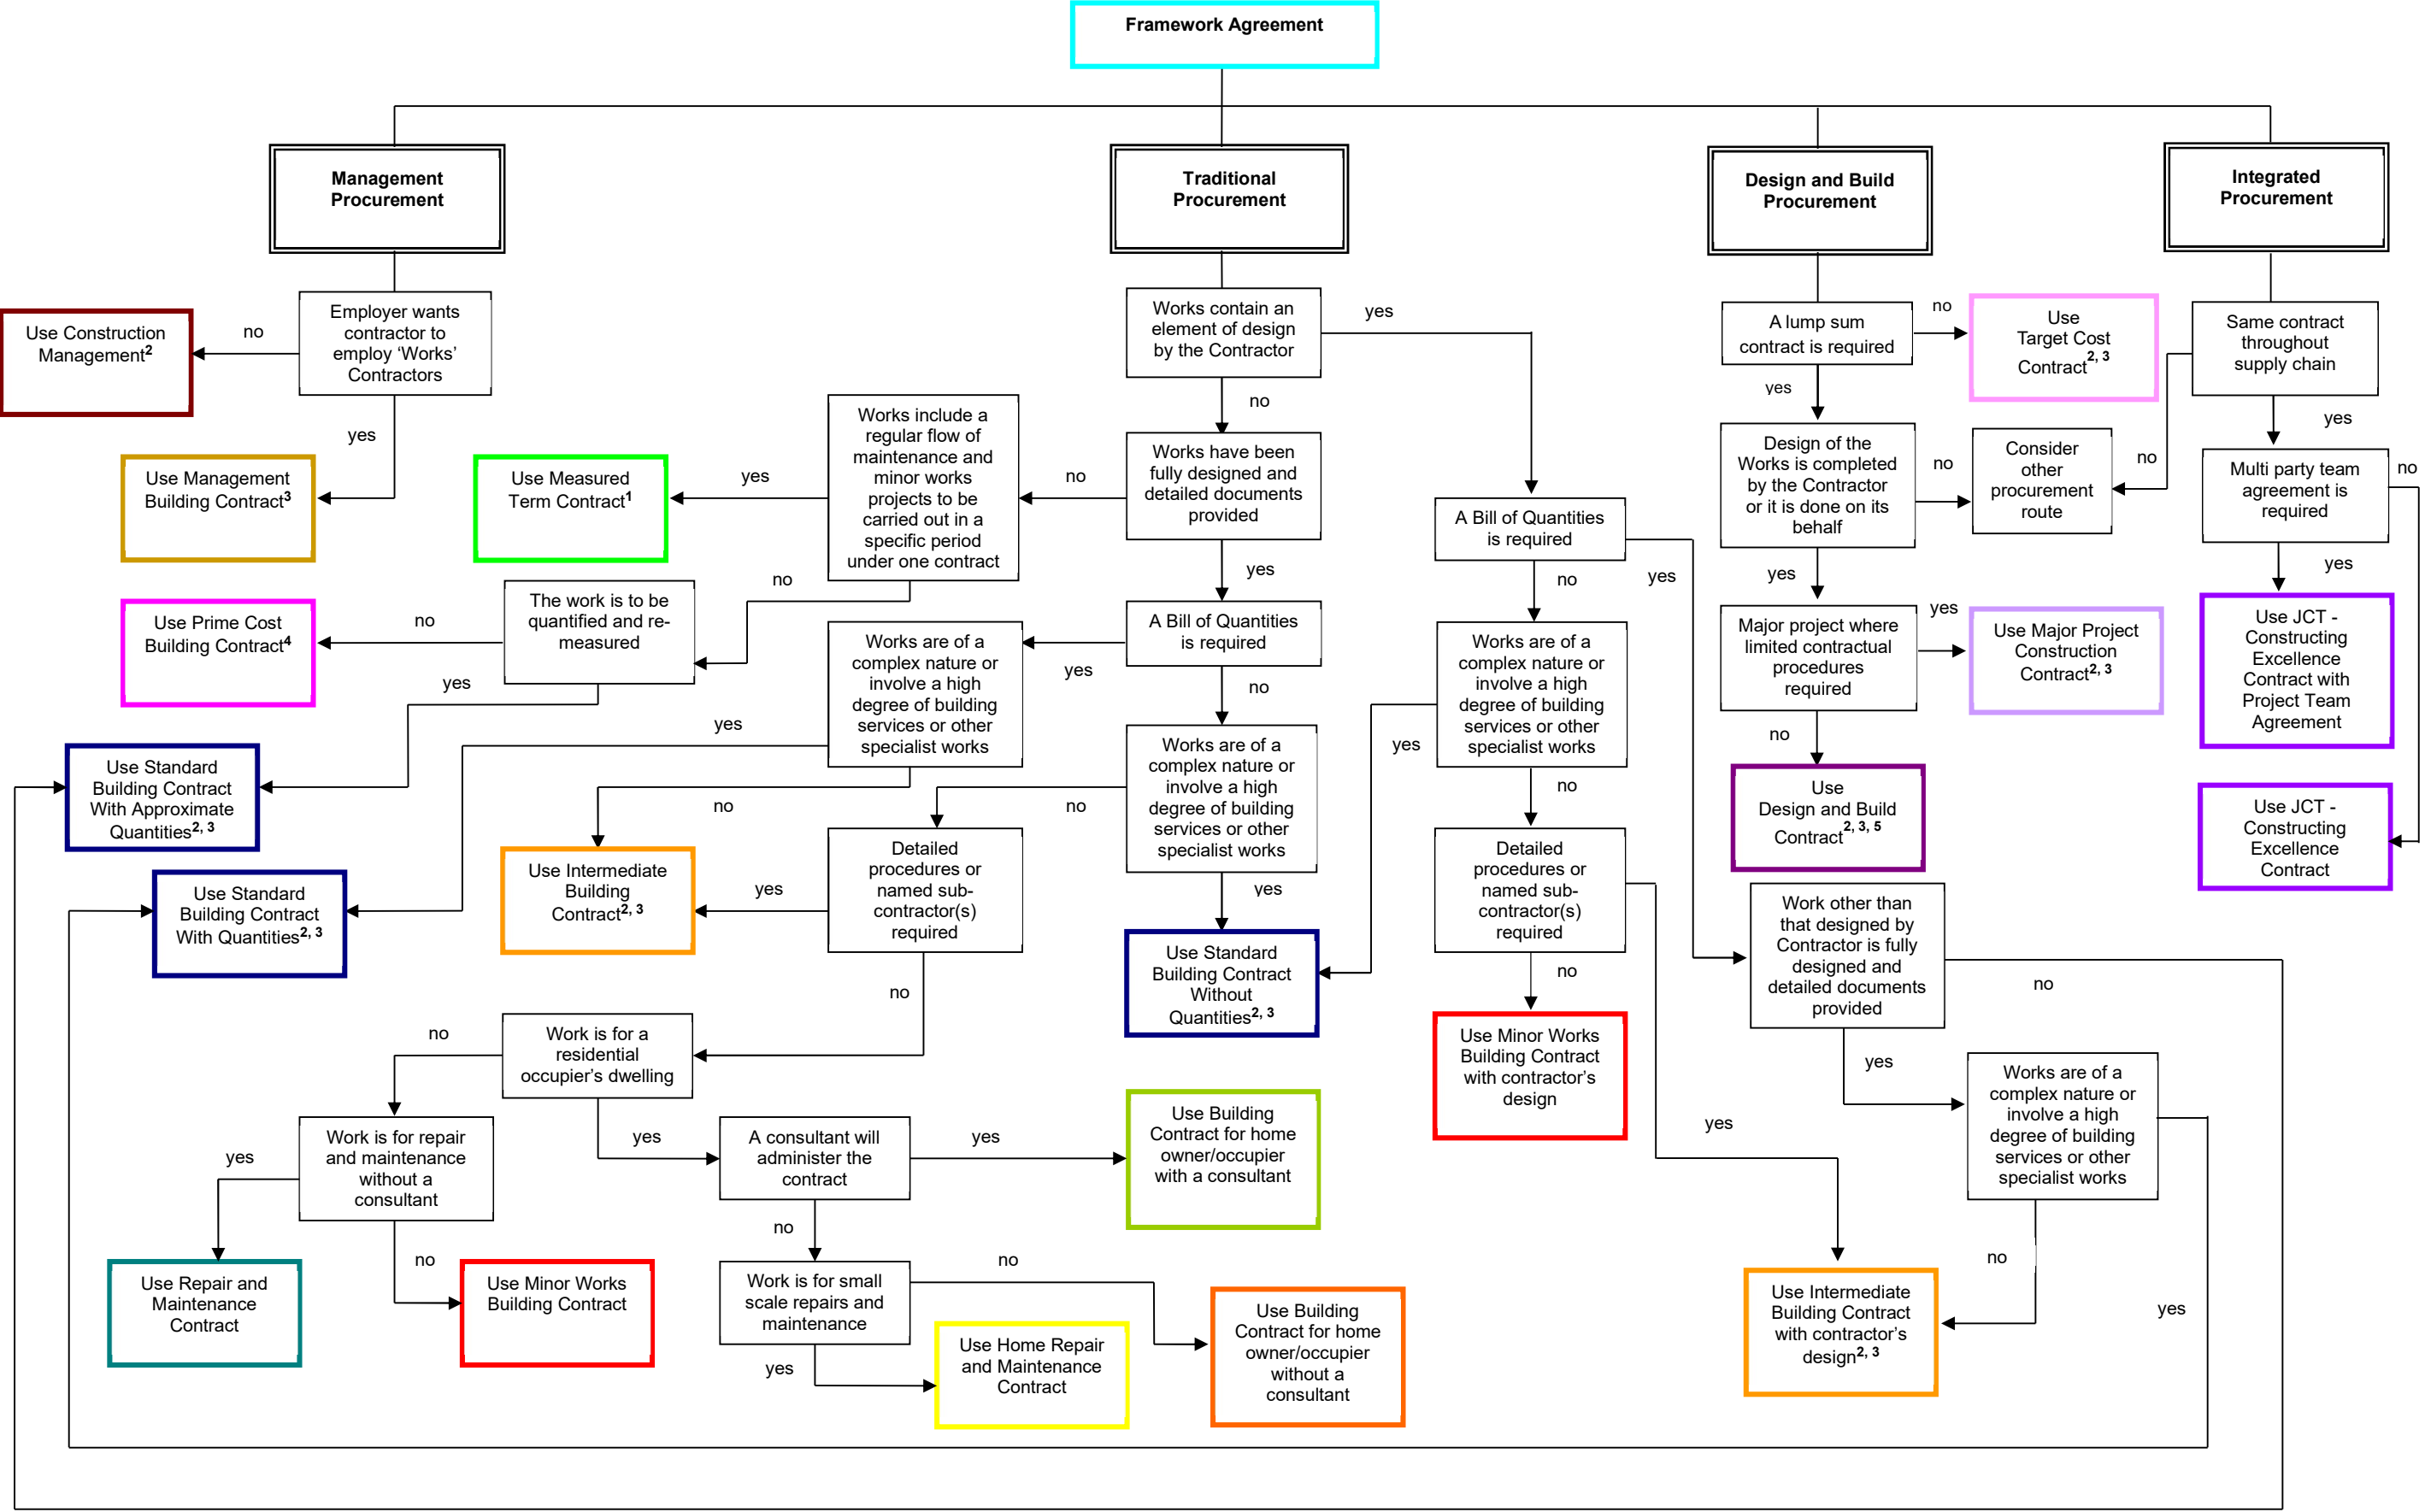 Framework Agreement
Management
Procurement
Traditional
Procurement
Design and Build
Procurement
Integrated
Procurement
Employer wants
contractor to
employ ‘Works’
Contractors
no
Use Construction
Management2
yes
Use Management
Building Contract3
Works contain an
element of design
by the Contractor
yes
no
Works have been
fully designed and
detailed documents
provided
no
Works include a
regular flow of
maintenance and
minor works
projects to be
carried out in a
specific period
under one contract
yes
Use Measured
Term Contract1
no
The work is to be
quantified and re-
measured
no
Use Prime Cost
Building Contract4
yes
Use Standard
Building Contract
With Approximate
Quantities2, 3
yes
A Bill of Quantities
is required
yes
Works are of a
complex nature or
involve a high
degree of building
services or other
specialist works
yes
Use Standard
Building Contract
With Quantities2, 3
no
Use Intermediate
Building
Contract2, 3
no
Works are of a
complex nature or
involve a high
degree of building
services or other
specialist works
no
yes
Use Standard
Building Contract
Without
Quantities2, 3
Detailed
procedures or
named sub-
contractor(s)
required
yes
no
Work is for a
residential
occupier’s dwelling
no
yes
Work is for repair
and maintenance
without a
consultant
yes
Use Repair and
Maintenance
Contract
no
Use Minor Works
Building Contract
A consultant will
administer the
contract
yes
Use Building
Contract for home
owner/occupier
with a consultant
no
Work is for small
scale repairs and
maintenance
no
Use Building
Contract for home
owner/occupier
without a
consultant
yes
Use Home Repair
and Maintenance
Contract
A Bill of Quantities
is required
no
yes
Works are of a
complex nature or
involve a high
degree of building
services or other
specialist works
yes
no
Detailed
procedures or
named sub-
contractor(s)
required
no
Use Minor Works
Building Contract
with contractor’s
design
yes
Use Intermediate
Building Contract
with contractor’s
design2, 3
Work other than
that designed by
Contractor is fully
designed and
detailed documents
provided
no
yes
Works are of a
complex nature or
involve a high
degree of building
services or other
specialist works
no
yes
A lump sum
contract is required
no
Use
Target Cost
Contract2, 3
yes
Design of the
Works is completed
by the Contractor
or it is done on its
behalf
no
Consider
other
procurement
route
yes
Major project where
limited contractual
procedures
required
yes
Use Major Project
Construction
Contract2, 3
no
Use
Design and Build
Contract2, 3, 5
Same contract
throughout
supply chain
no
yes
Multi party team
agreement is
required
no
yes
Use JCT -
Constructing
Excellence
Contract with
Project Team
Agreement
Use JCT -
Constructing
Excellence
Contract